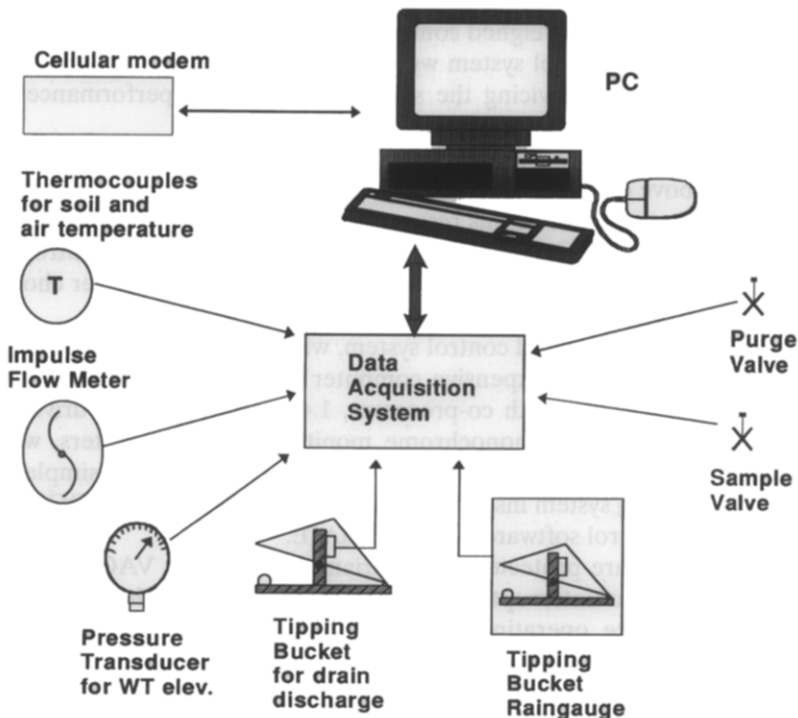 Cellular modem
PC
Thermocouples
for soil and
air temperature
T
Impulse
Flow Meter
Data
Acquisition
System
Purge
Valve
Sample
Valve
Pressure
Transducer
for WT elev.
Tipping
Bucket
for drain
discharge
Tipping
Bucket
Raingauge